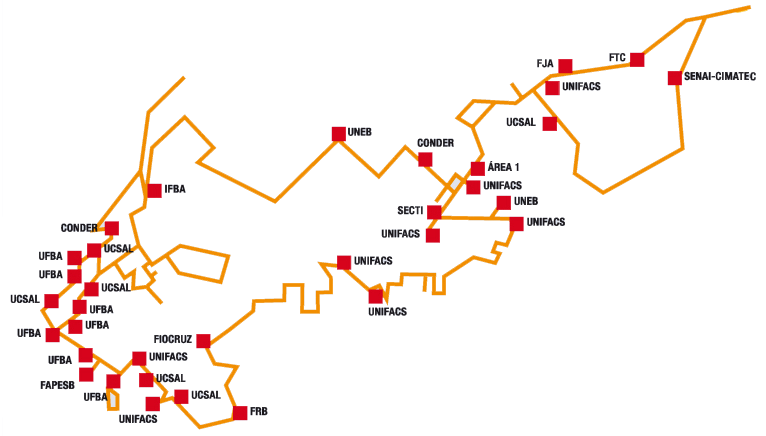 FTC
FJA
SENAI-CIMATEC
UNIFACS
UCSAL
UNEB
CONDER
ÁREA 1
UNIFACS
IFBA
UNEB
SECTI
UNIFACS
CONDER
UNIFACS
UCSAL
UFBA
UNIFACS
UFBA
UCSAL
UCSAL
UNIFACS
UFBA
UFBA
UFBA
FIOCRUZ
UFBA
UNIFACS
UCSAL
FAPESB
UFBA
UCSAL
UNIFACS
FRB